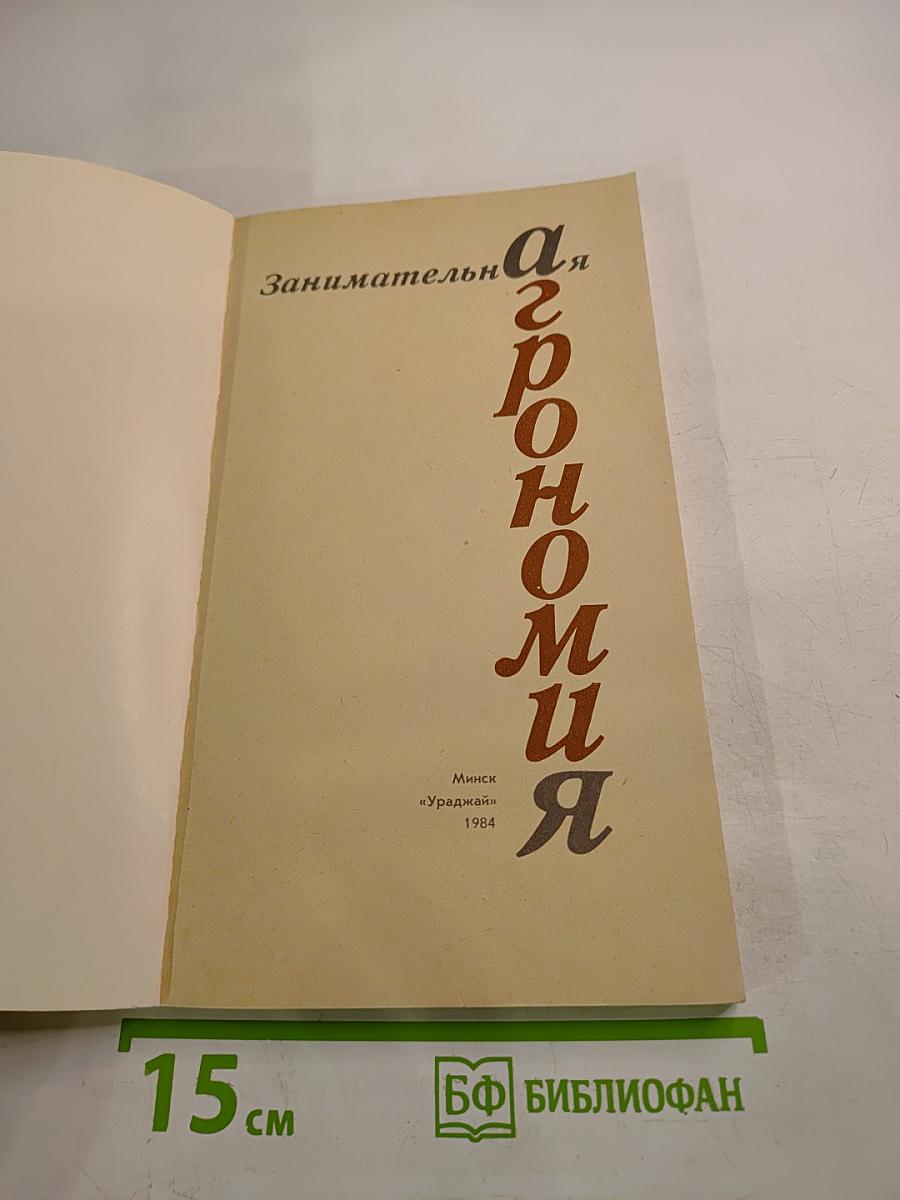 Занимательная
агрономия
Минск
«Ураджай»
1984
15 см
БФ БИБЛИОФАН